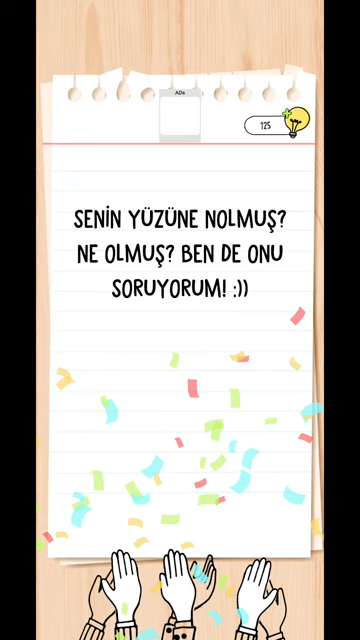 ADs
125
SENİN YÜZÜNE NOLMUŞ?
NE OLMUŞ? BEN DE ONU
SORUYORUM! :))